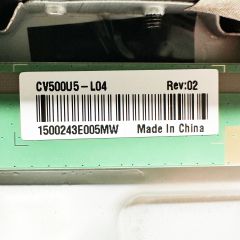 CV500U5-L04 Rev:02
1500243E005MW Made In China